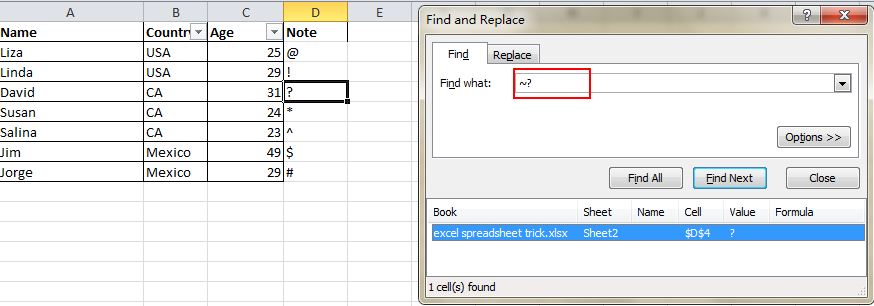 A B C D E
Name Countr Age Note
Liza USA 25 @
Linda USA 29 !
David CA 31 ?
Susan CA 24 *
Salina CA 23 ^
Jim Mexico 49 $
Jorge Mexico 29 #
Find and Replace
Find Replace
Find what: ~?
Options >>
Find All Find Next Close
Book Sheet Name Cell Value Formula
excel spreadsheet trick.xlsx Sheet2 $D$4 ?
1 cell(s) found